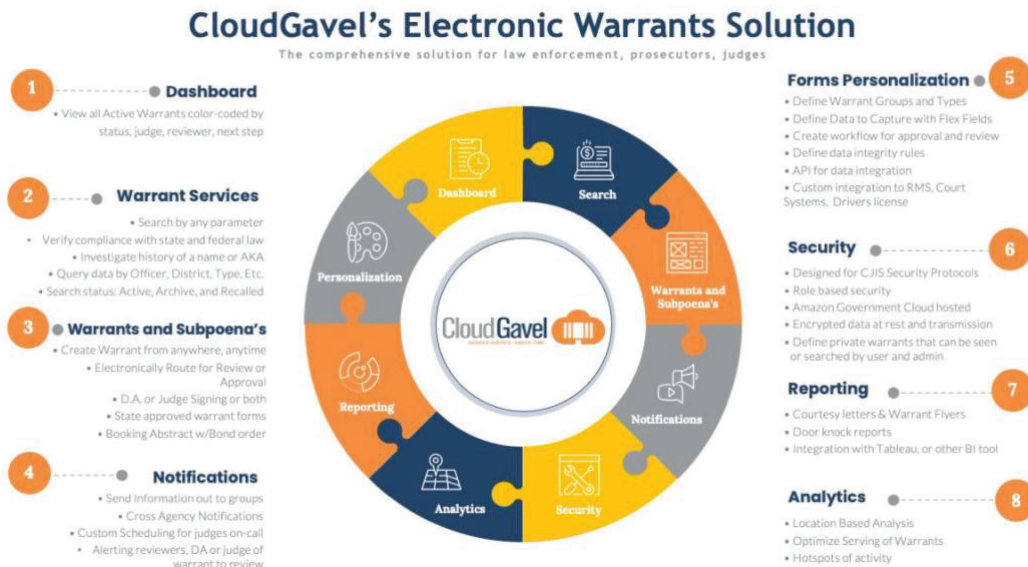 CloudGavel's Electronic Warrants Solution
The comprehensive solution for law enforcement, prosecutors, judges
1
Dashboard
• View all Active Warrants color-coded by
status, judge, reviewer, next step
2
Warrant Services
• Search by any parameter
• Verify compliance with state and federal law
• Investigate history of a name or AKA
• Query data by Officer, District, Type, Etc.
• Search status: Active, Archive, and Recalled
3
Warrants and Subpoena's
• Create Warrant from anywhere, anytime
• Electronically Route for Review or
Approval
• D.A. or Judge Signing or both
• State approved warrant forms
• Booking Abstract w/Bond order
4
Notifications
• Send Information out to groups
• Cross Agency Notifications
• Custom Scheduling for judges on-call
• Alerting reviewers, DA or judge of
warrant to review
Dashboard
Search
Personalization
Warrants and
Subpoena's
CloudGavel
Reporting
Notifications
Analytics
Security
Forms Personalization
5
• Define Warrant Groups and Types
• Define Data to Capture with Flex Fields
• Create workflow for approval and review
• Define data integrity rules
• API for data integration
• Custom integration to RMS, Court
Systems, Drivers license
Security
6
• Designed for CJIS Security Protocols
• Role based security
• Amazon Government Cloud hosted
• Encrypted data at rest and transmission
• Define private warrants that can be seen
or searched by user and admin
Reporting
7
• Courtesy letters & Warrant Flyers
• Door knock reports
• Integration with Tableau, or other BI tool
Analytics
8
• Location Based Analysis
• Optimize Serving of Warrants
• Hotspots of activity